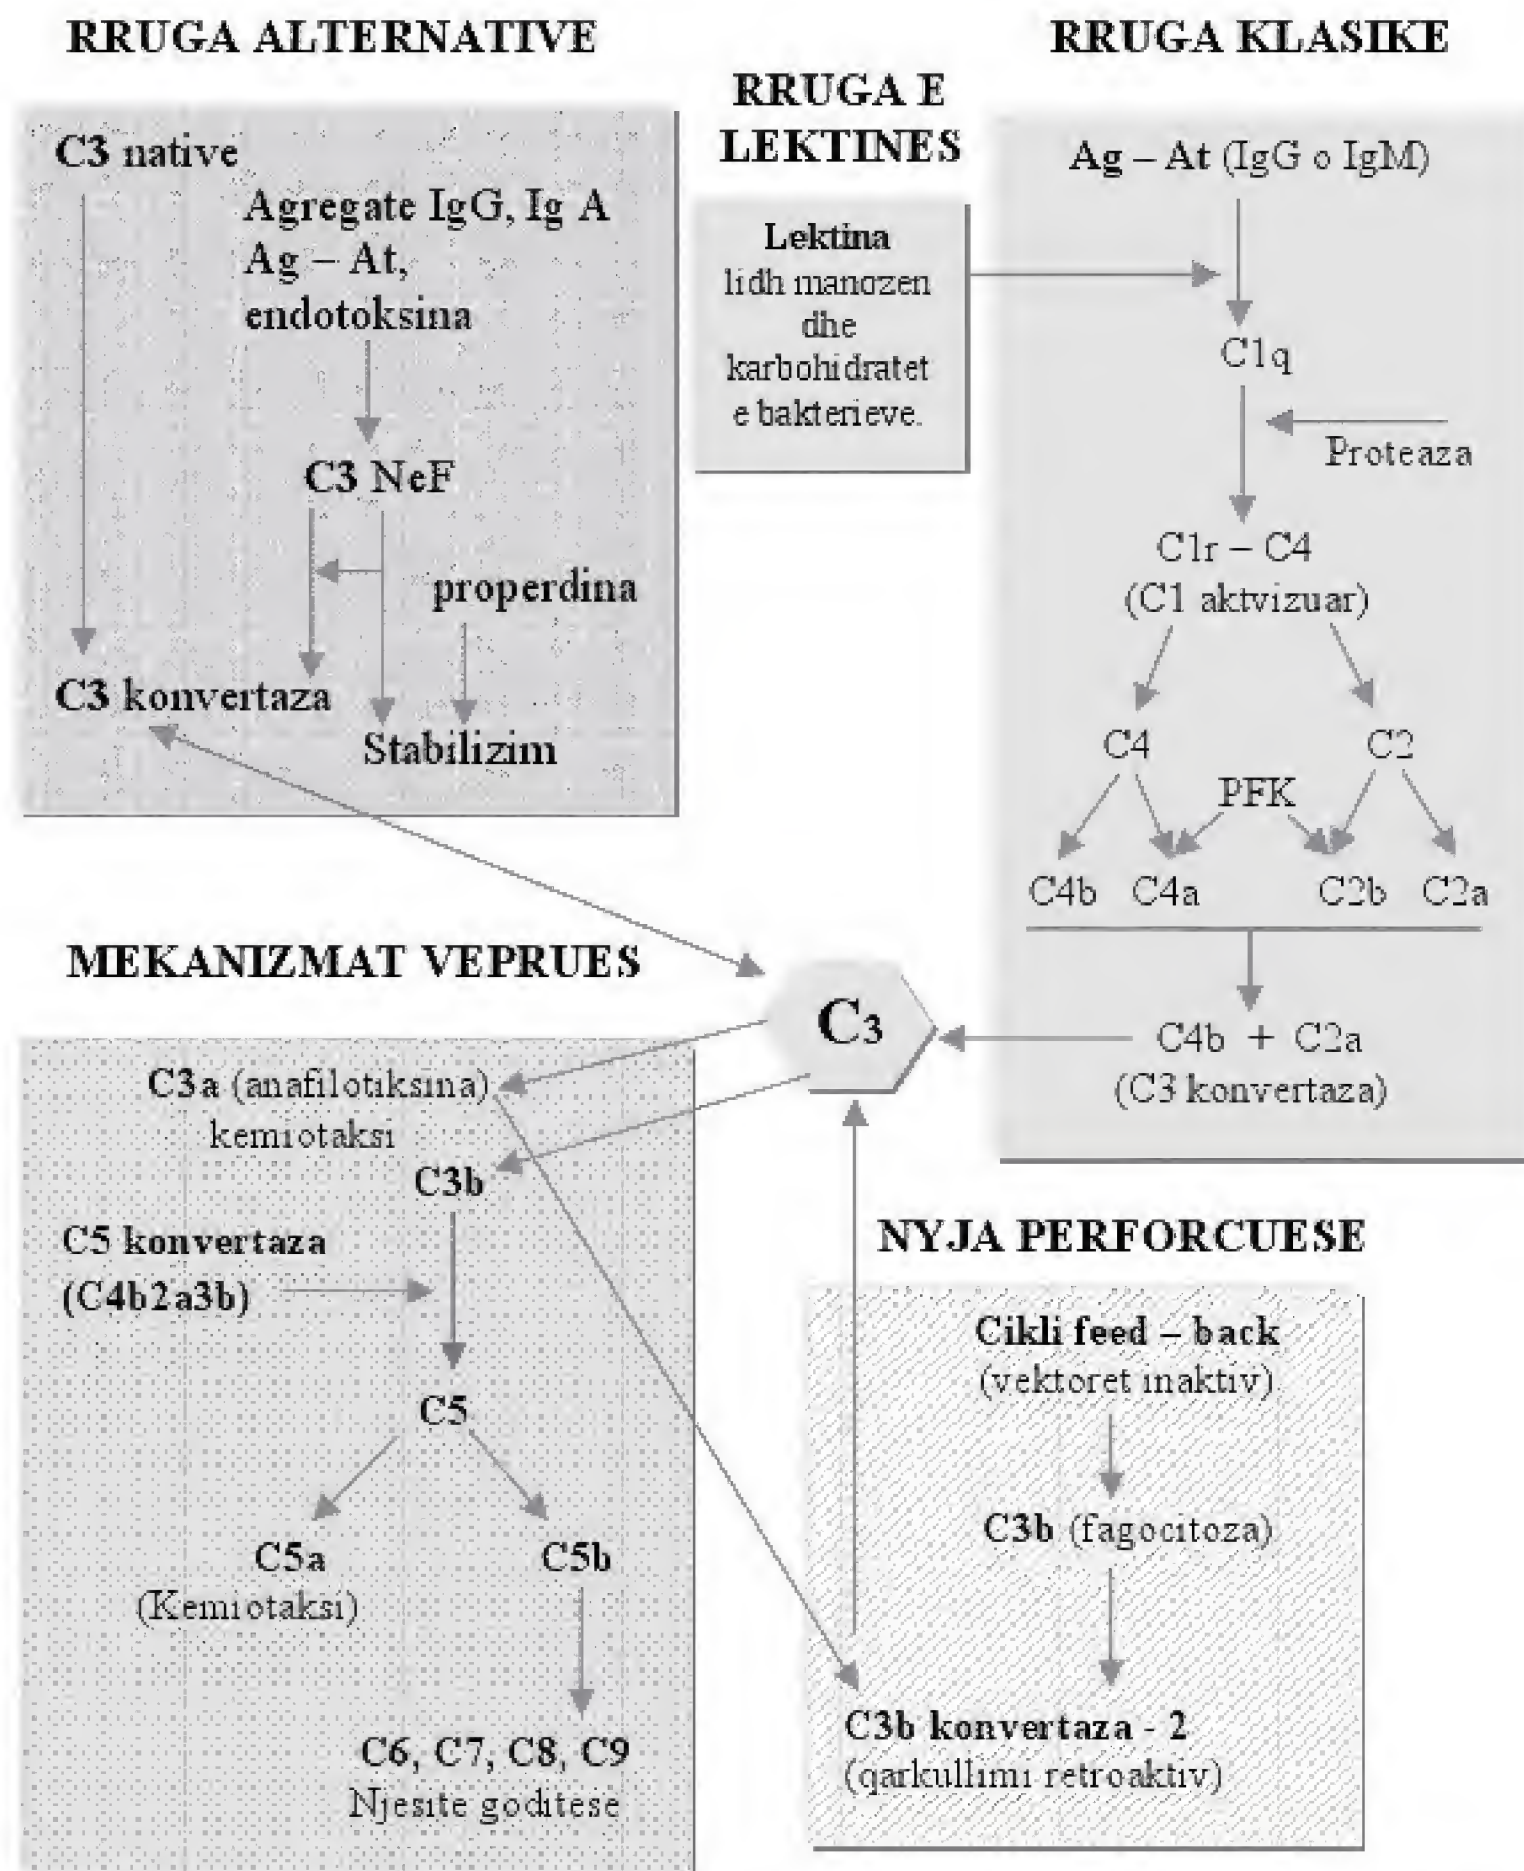 RRUGA ALTERNATIVE
C3 native
Agregate IgG, Ig A
Ag – At,
endotoksina
C3 NeF
properdina
C3 konvertaza
Stabilizim
RRUGA E
LEKTINES
Lektina
lidh manozen
dhe
karbohidratet
e bakterieve.
RRUGA KLASIKE
Ag – At (IgG o IgM)
C1q
Proteaza
C1r – C4
(C1 aktvizuar)
C4 C2
PFK
C4b C4a C2b C2a
C4b + C2a
(C3 konvertaza)
C3
MEKANIZMAT VEPRUES
C3a (anafilotiksina)
kemiotaksi
C3b
C5 konvertaza
(C4b2a3b)
C5
C5a C5b
(Kemiotaksi)
C6, C7, C8, C9
Njesite goditese
NYJA PERFORCUESE
Cikli feed – back
(vektoret inaktiv)
C3b (fagocitoza)
C3b konvertaza - 2
(qarkullimi retroaktiv)